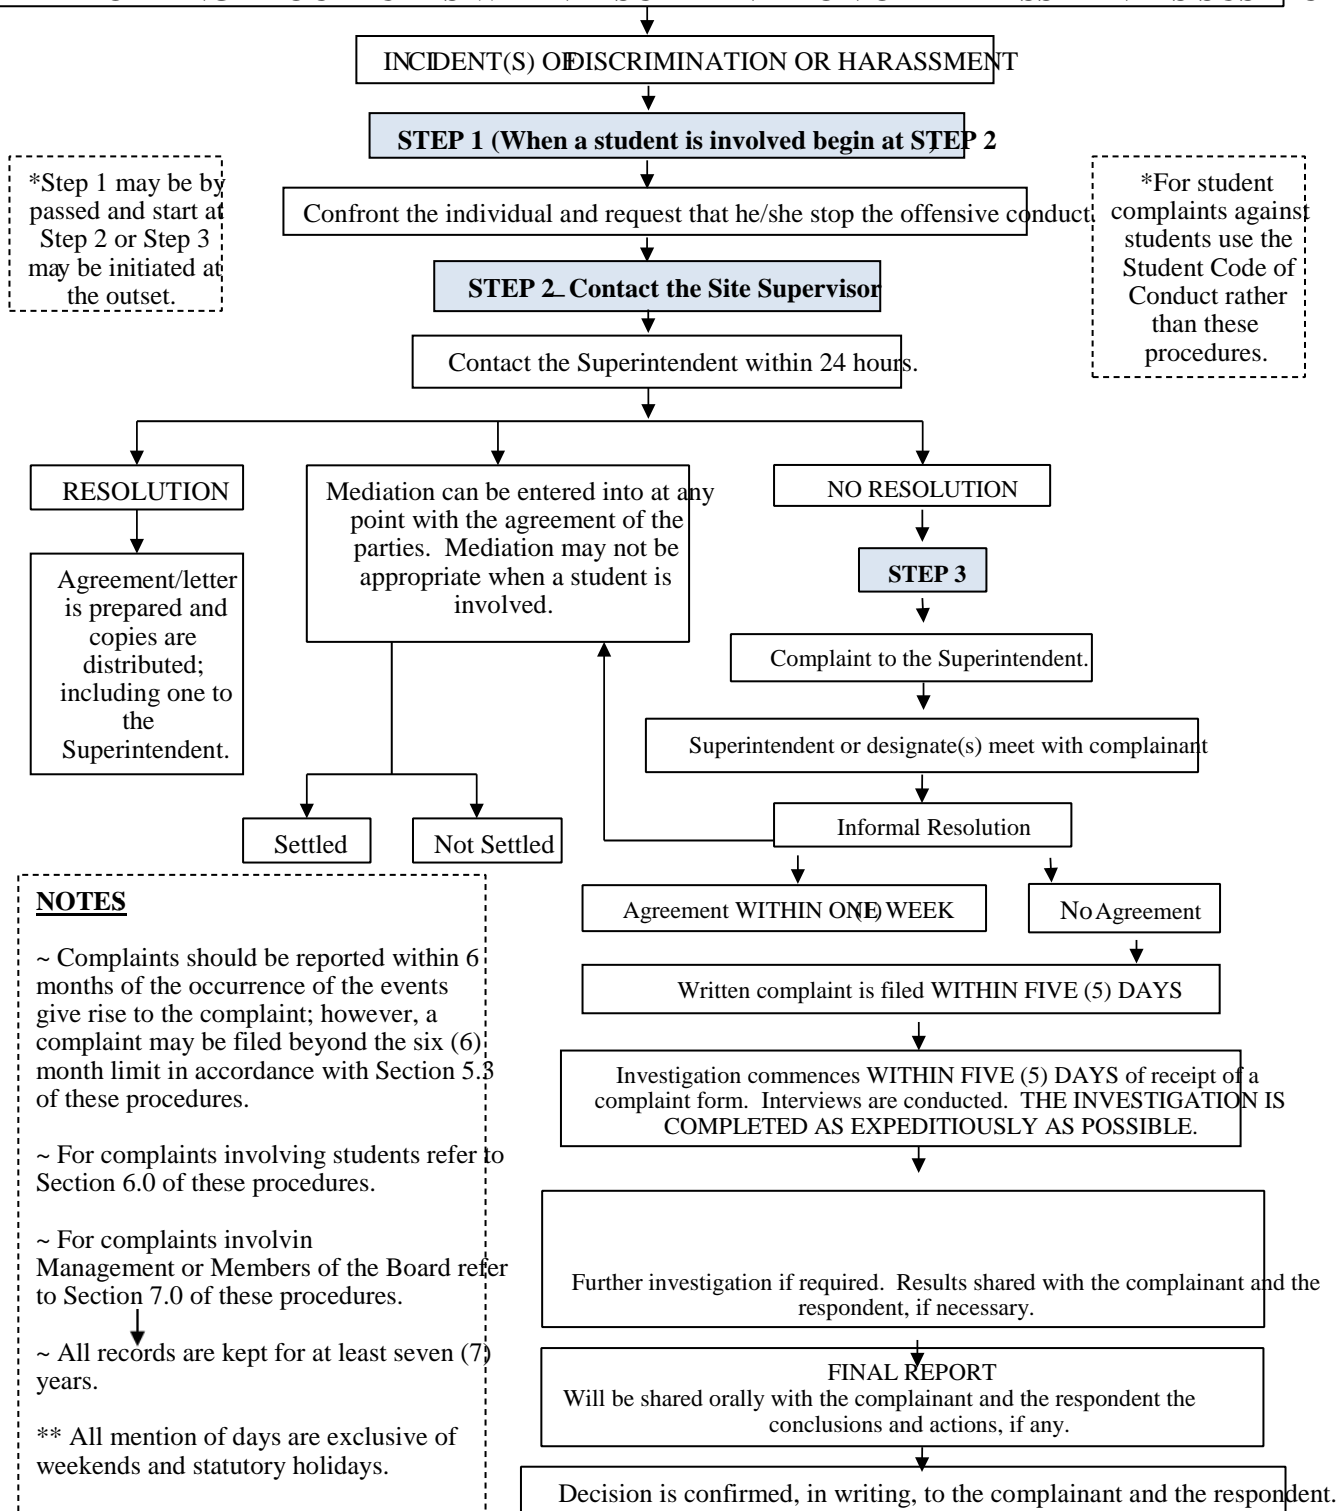 INCIDENT(S) OF DISCRIMINATION OR HARASSMENT
STEP 1 (When a student is involved begin at STEP 2
*Step 1 may be by
passed and start at
Step 2 or Step 3
may be initiated at
the outset.
Confront the individual and request that he/she stop the offensive conduct.
*For student
complaints against
students use the
Student Code of
Conduct rather
than these
procedures.
STEP 2 – Contact the Site Supervisor
Contact the Superintendent within 24 hours.
RESOLUTION
Agreement/letter
is prepared and
copies are
distributed;
including one to
the
Superintendent.
Mediation can be entered into at any
point with the agreement of the
parties. Mediation may not be
appropriate when a student is
involved.
NO RESOLUTION
STEP 3
Complaint to the Superintendent.
Superintendent or designate(s) meet with complainant
Settled
Not Settled
Informal Resolution
Agreement WITHIN ONE (1) WEEK
No Agreement
Written complaint is filed WITHIN FIVE (5) DAYS
Investigation commences WITHIN FIVE (5) DAYS of receipt of a
complaint form. Interviews are conducted. THE INVESTIGATION IS
COMPLETED AS EXPEDITIOUSLY AS POSSIBLE.
Further investigation if required. Results shared with the complainant and the
respondent, if necessary.
FINAL REPORT
Will be shared orally with the complainant and the respondent the
conclusions and actions, if any.
Decision is confirmed, in writing, to the complainant and the respondent.
NOTES
~ Complaints should be reported within 6
months of the occurrence of the events
give rise to the complaint; however, a
complaint may be filed beyond the six (6)
month limit in accordance with Section 5.3
of these procedures.
~ For complaints involving students refer to
Section 6.0 of these procedures.
~ For complaints involvin
Management or Members of the Board refer
to Section 7.0 of these procedures.
~ All records are kept for at least seven (7)
years.
** All mention of days are exclusive of
weekends and statutory holidays.